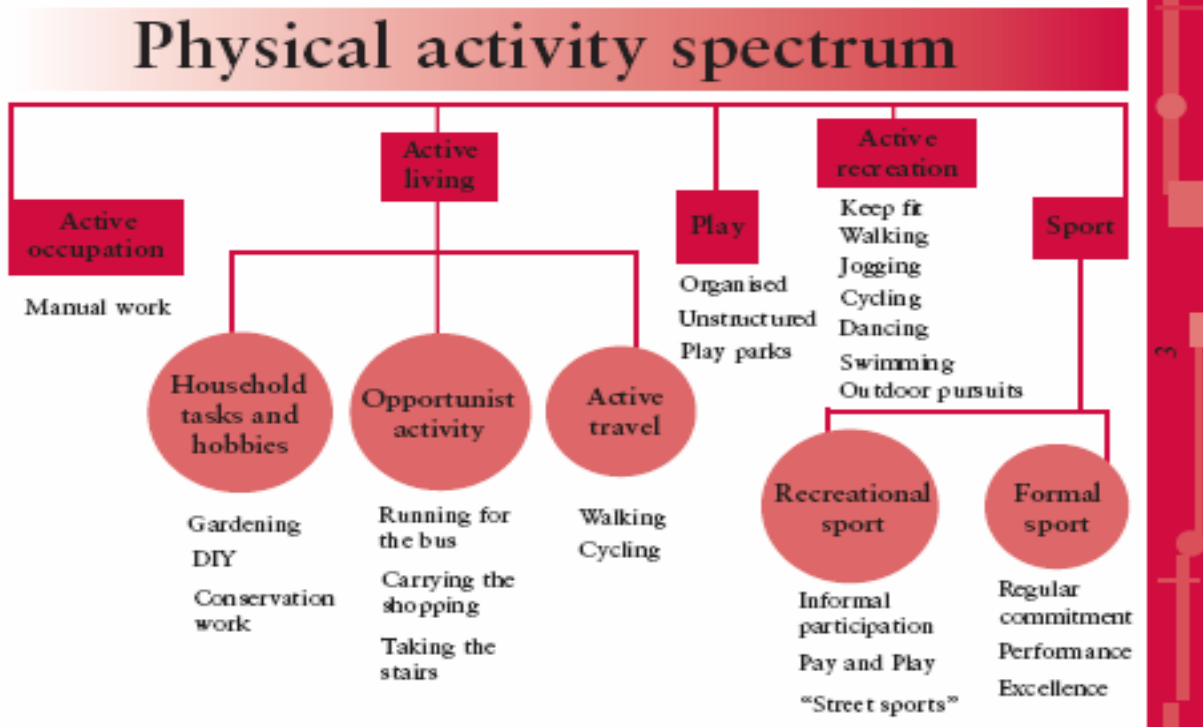 Physical activity spectrum
Active
occupation
Manual work
Active
living
Household
tasks and
hobbies
Gardening
DIY
Conservation
work
Opportunist
activity
Running for
the bus
Carrying the
shopping
Taking the
stairs
Active
travel
Walking
Cycling
Play
Organised
Unstructured
Play parks
Active
recreation
Keep fit
Walking
Jogging
Cycling
Dancing
Swimming
Outdoor pursuits
Sport
Recreational
sport
Informal
participation
Pay and Play
“Street sports”
Formal
sport
Regular
commitment
Performance
Excellence
3